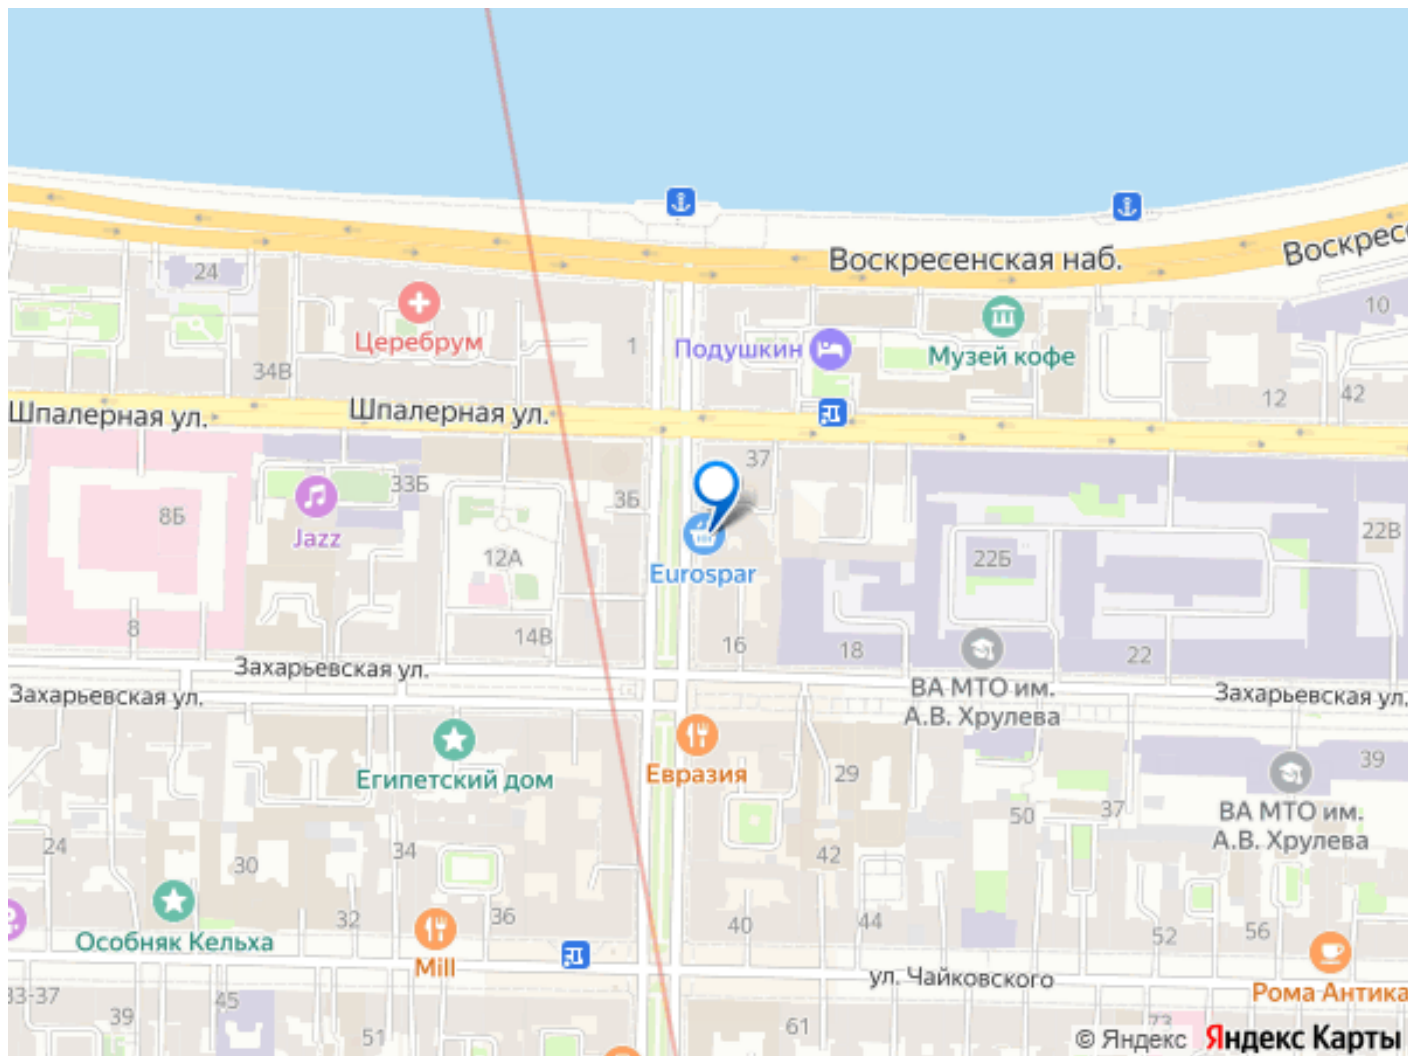 Воскресенская наб.
Воскрес
24
10
Церебрум
1
Подушкин
Музей кофе
34В
12
42
Шпалерная ул.
Шпалерная ул.
37
33Б
3Б
8Б
Jazz
12А
Eurospar
22Б
22В
8
14В
16
18
22
Захарьевская ул.
Захарьевская ул.
ВА МТО им.
А.В. Хрулева
Захарьевская ул.
Египетский дом
Евразия
29
39
50
37
ВА МТО им.
А.В. Хрулева
24
30
34
42
32
36
40
44
52
56
Особняк Кельха
Mill
ул. Чайковского
Рома Антика
33-37
45
39
51
61
73
© Яндекс Яндекс Карты